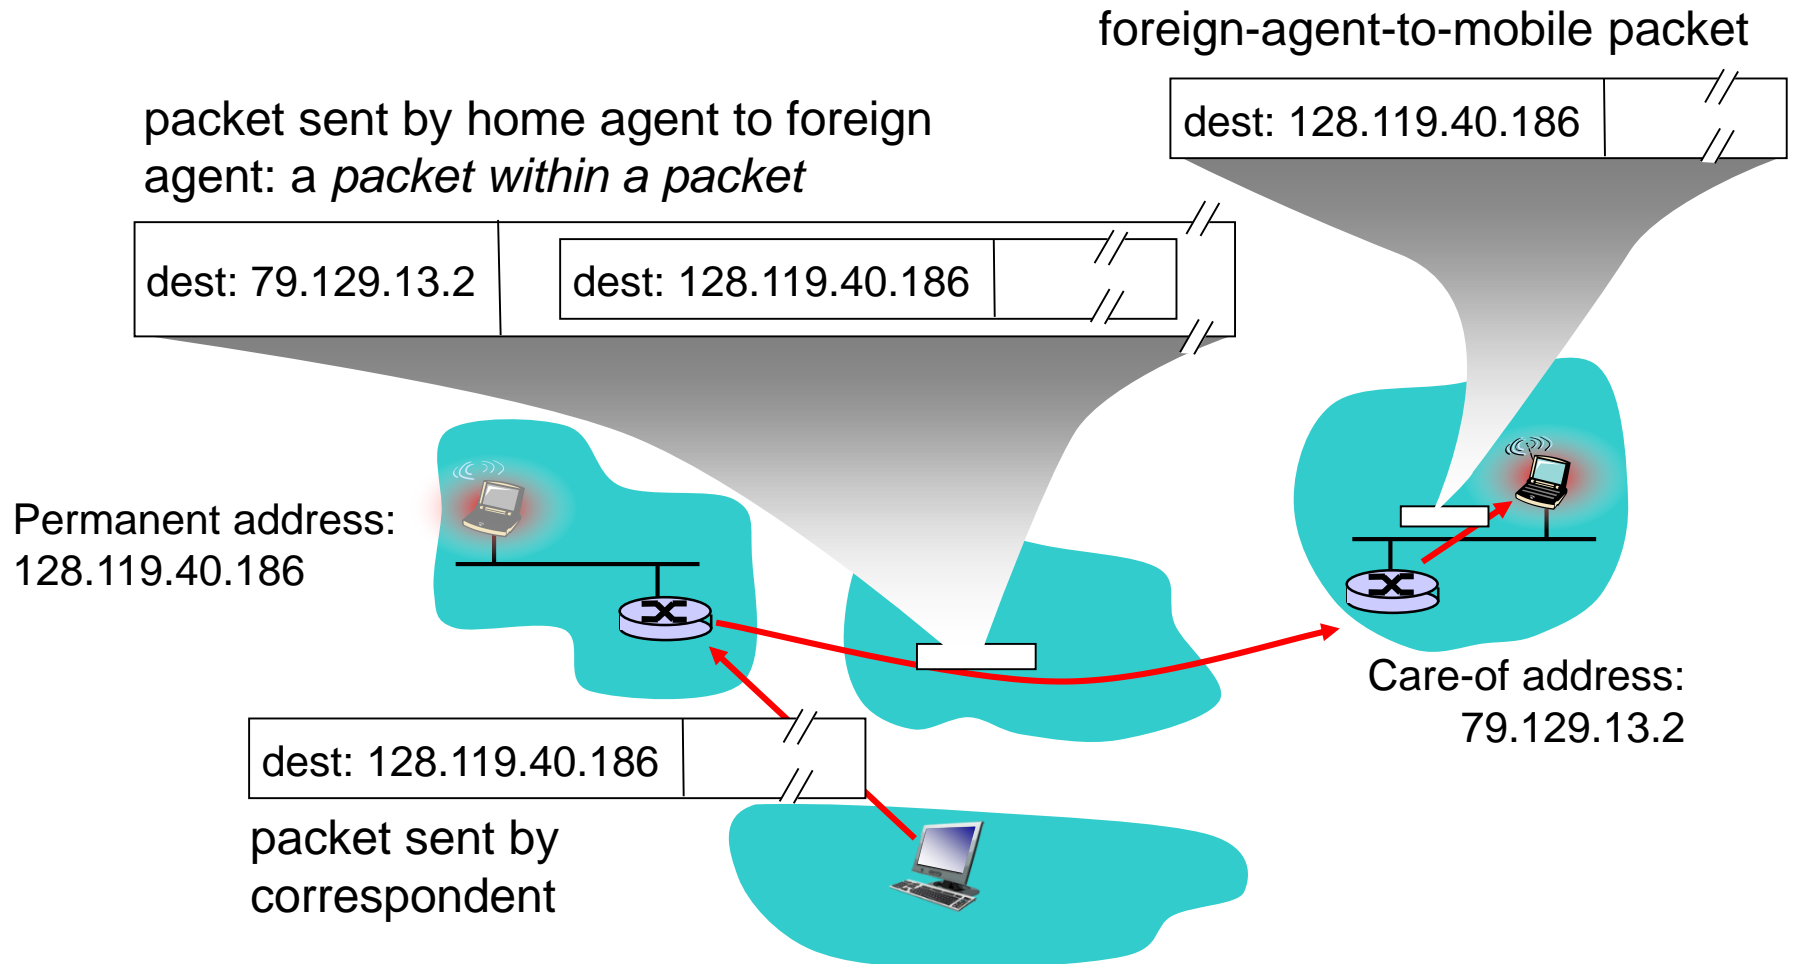 foreign-agent-to-mobile packet
dest: 128.119.40.186
packet sent by home agent to foreign
agent: a packet within a packet
dest: 79.129.13.2
dest: 128.119.40.186
Permanent address:
128.119.40.186
Care-of address:
79.129.13.2
dest: 128.119.40.186
packet sent by
correspondent